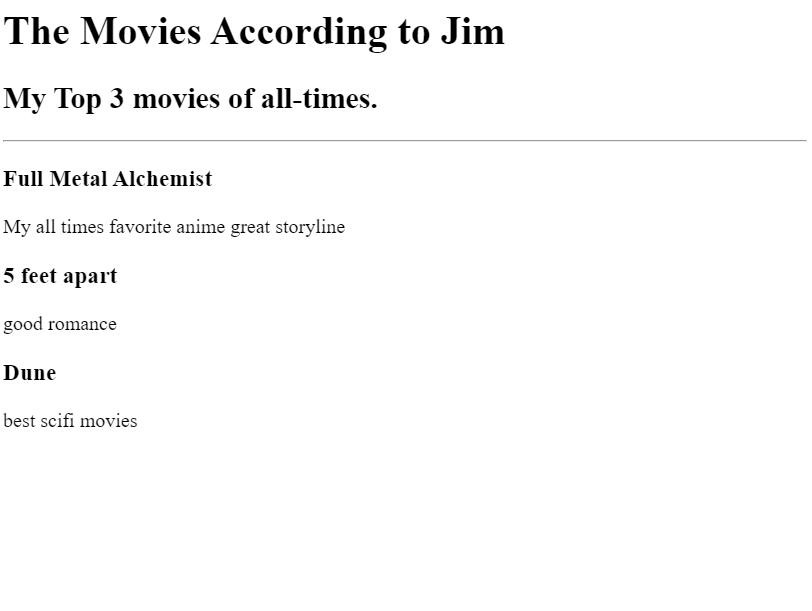 The Movies According to Jim
My Top 3 movies of all-times.
Full Metal Alchemist
My all times favorite anime great storyline
5 feet apart
good romance
Dune
best scifi movies